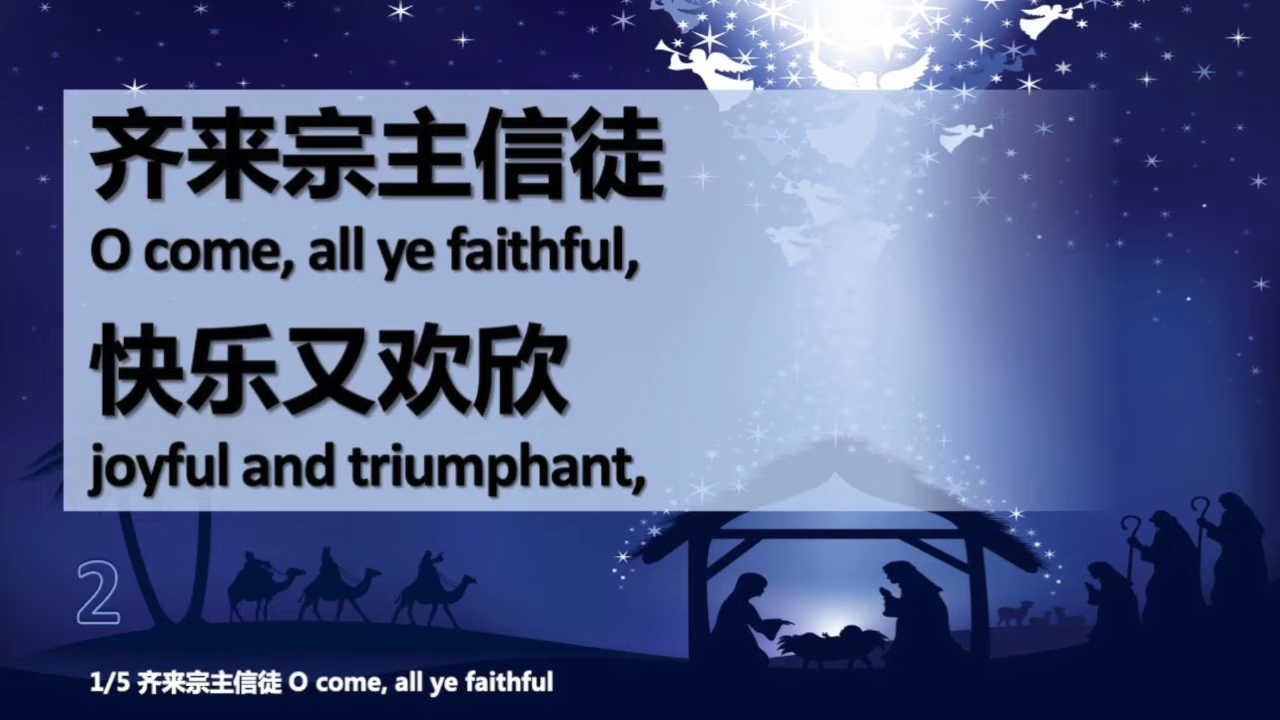 齐来宗主信徒
O come, all ye faithful,
快乐又欢欣
joyful and triumphant,
2
1/5 齐来宗主信徒 O come, all ye faithful